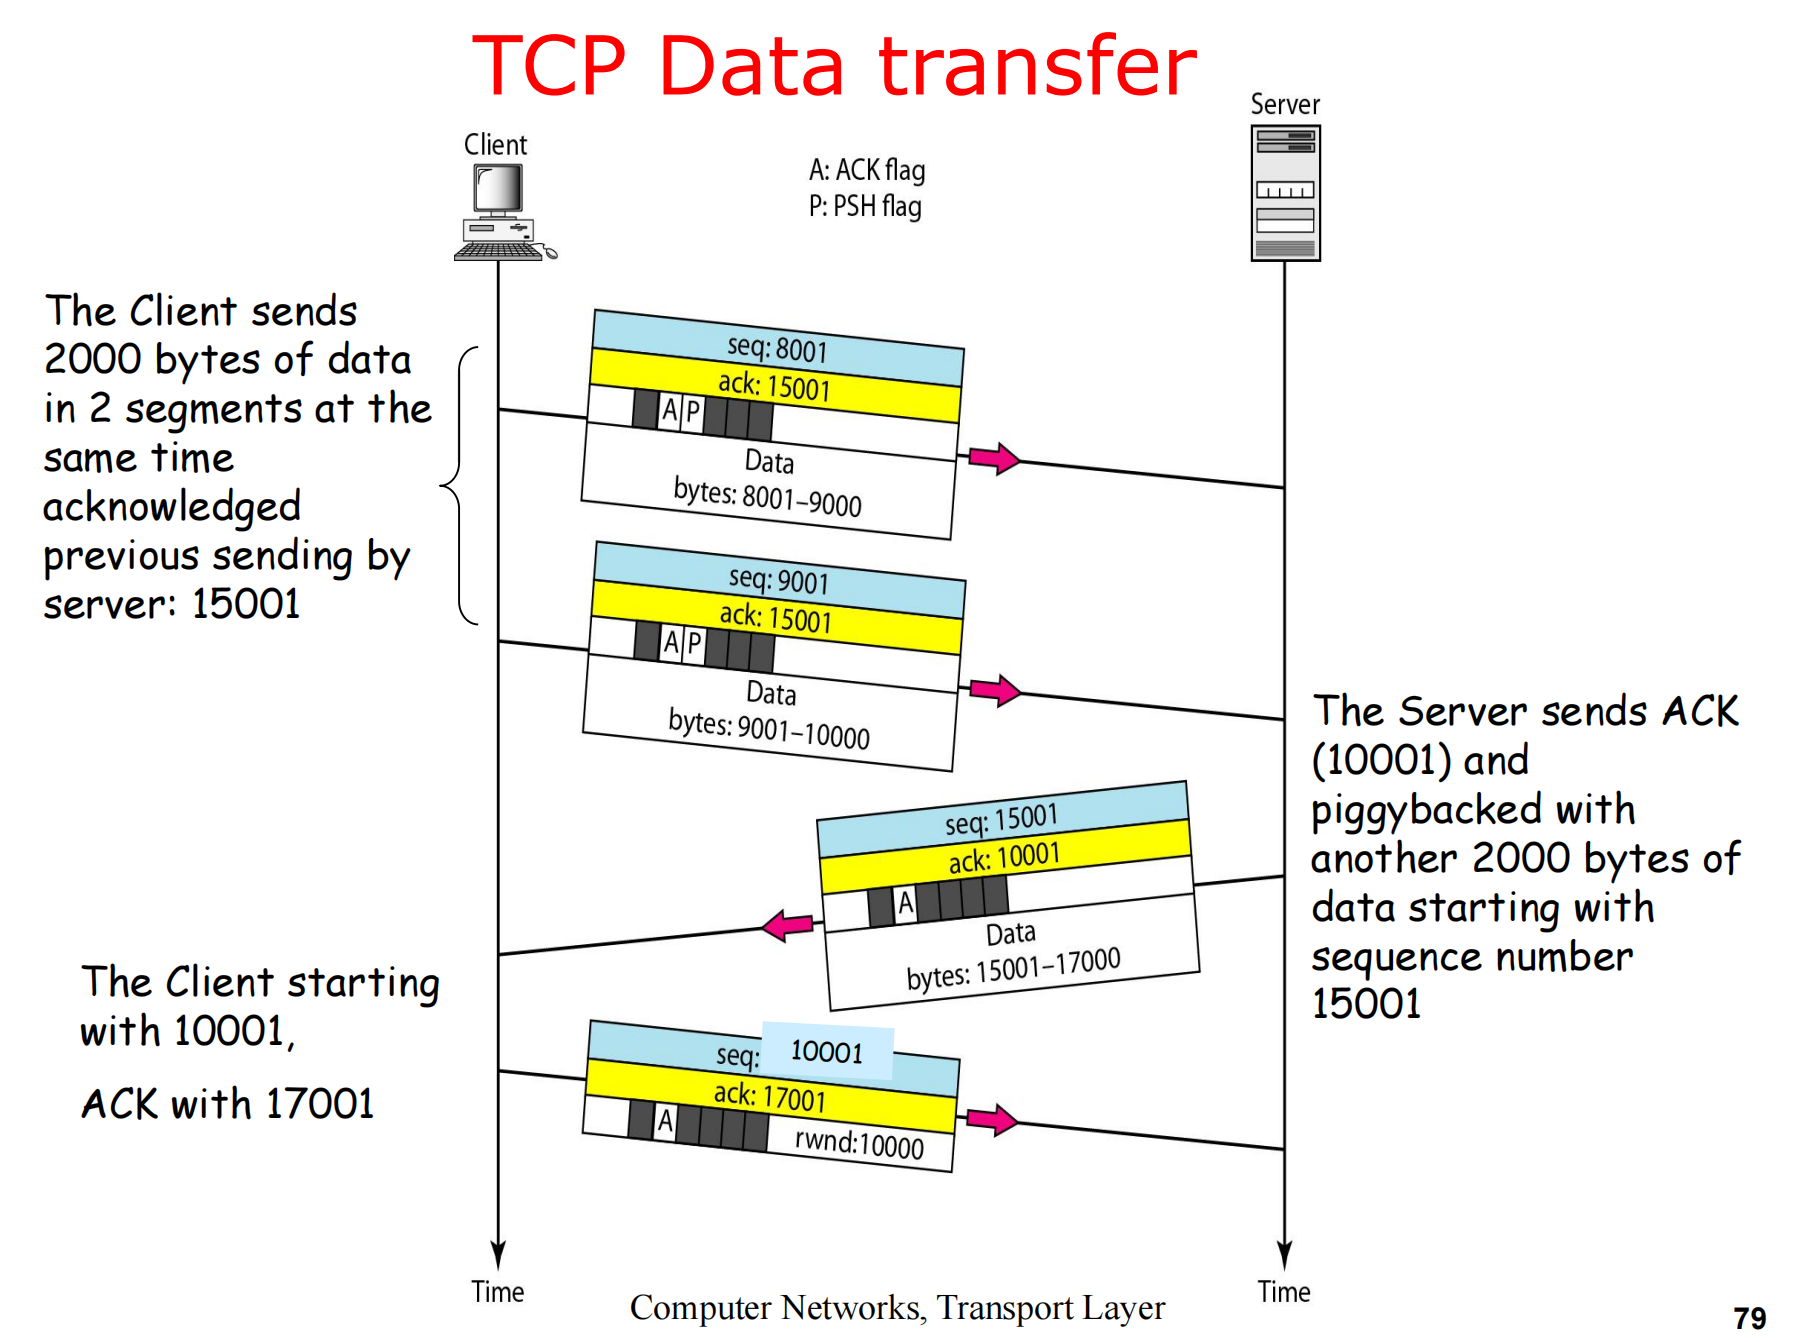 TCP Data transfer
Server
Client
A: ACK flag
P: PSH flag
The Client sends
2000 bytes of data
in 2 segments at the
same time
acknowledged
previous sending by
server: 15001
seq: 8001
ack: 15001
A P
Data
bytes: 8001–9000
seq: 9001
ack: 15001
A P
Data
bytes: 9001–10000
The Server sends ACK
(10001) and
piggybacked with
another 2000 bytes of
data starting with
sequence number
15001
seq: 15001
ack: 10001
A
Data
bytes: 15001–17000
The Client starting
with 10001,
ACK with 17001
seq: 10001
ack: 17001
A rwnd:10000
Time
Time
Computer Networks, Transport Layer
79